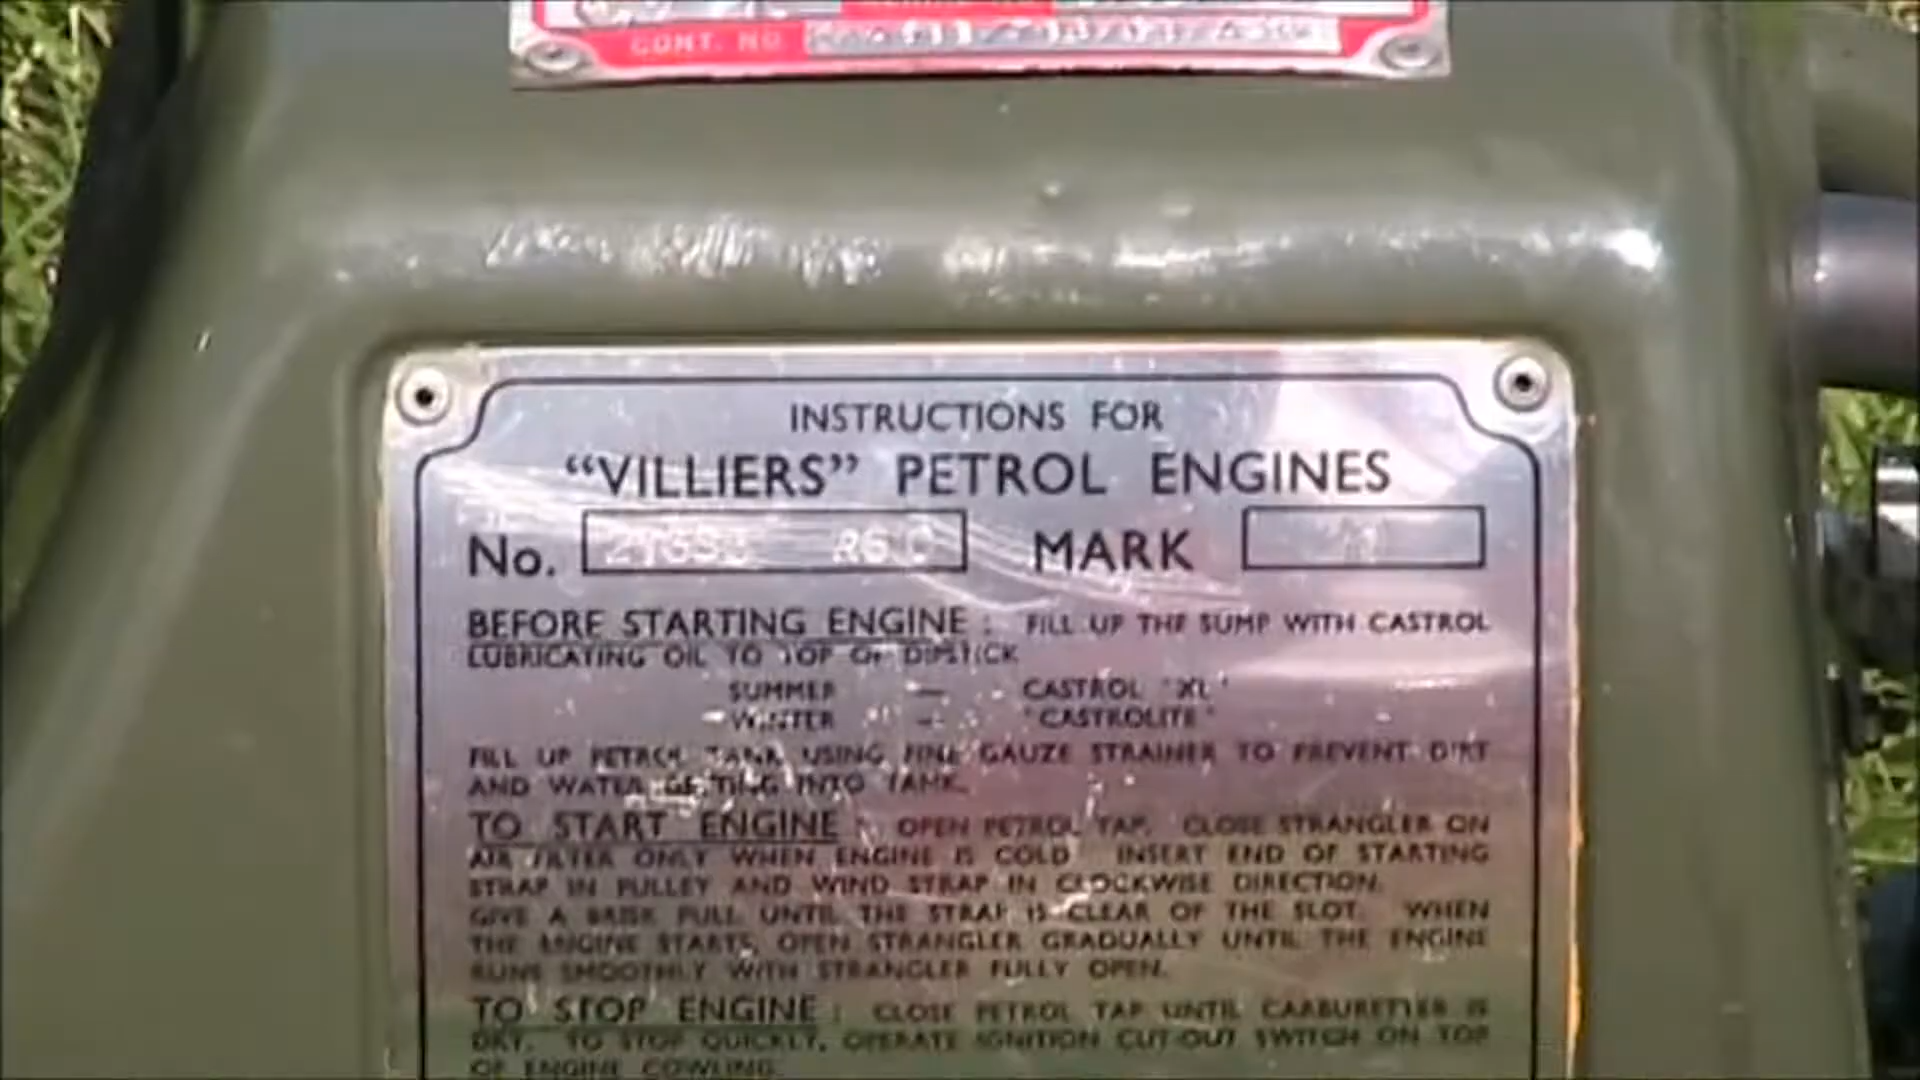 CONT. NO.
INSTRUCTIONS FOR
"VILLIERS" PETROL ENGINES
No. MARK
BEFORE STARTING ENGINE : FILL UP THE SUMP WITH CASTROL
LUBRICATING OIL TO TOP OF DIPSTICK
SUMMER — CASTROL "XL"
WINTER — "CASTROLITE"
FILL UP PETROL TANK USING FINE GAUZE STRAINER TO PREVENT DIRT
AND WATER GETTING INTO TANK.
TO START ENGINE : OPEN PETROL TAP. CLOSE STRANGLER ON
AIR FILTER ONLY WHEN ENGINE IS COLD INSERT END OF STARTING
STRAP IN PULLEY AND WIND STRAP IN CLOCKWISE DIRECTION.
GIVE A BRISK PULL UNTIL THE STRAP IS CLEAR OF THE SLOT. WHEN
THE ENGINE STARTS, OPEN STRANGLER GRADUALLY UNTIL THE ENGINE
RUNS SMOOTHLY WITH STRANGLER FULLY OPEN.
TO STOP ENGINE : CLOSE PETROL TAP UNTIL CARBURETTER IS
DRY. TO STOP QUICKLY, OPERATE IGNITION CUT-OUT SWITCH ON TOP
OF ENGINE COWLING.